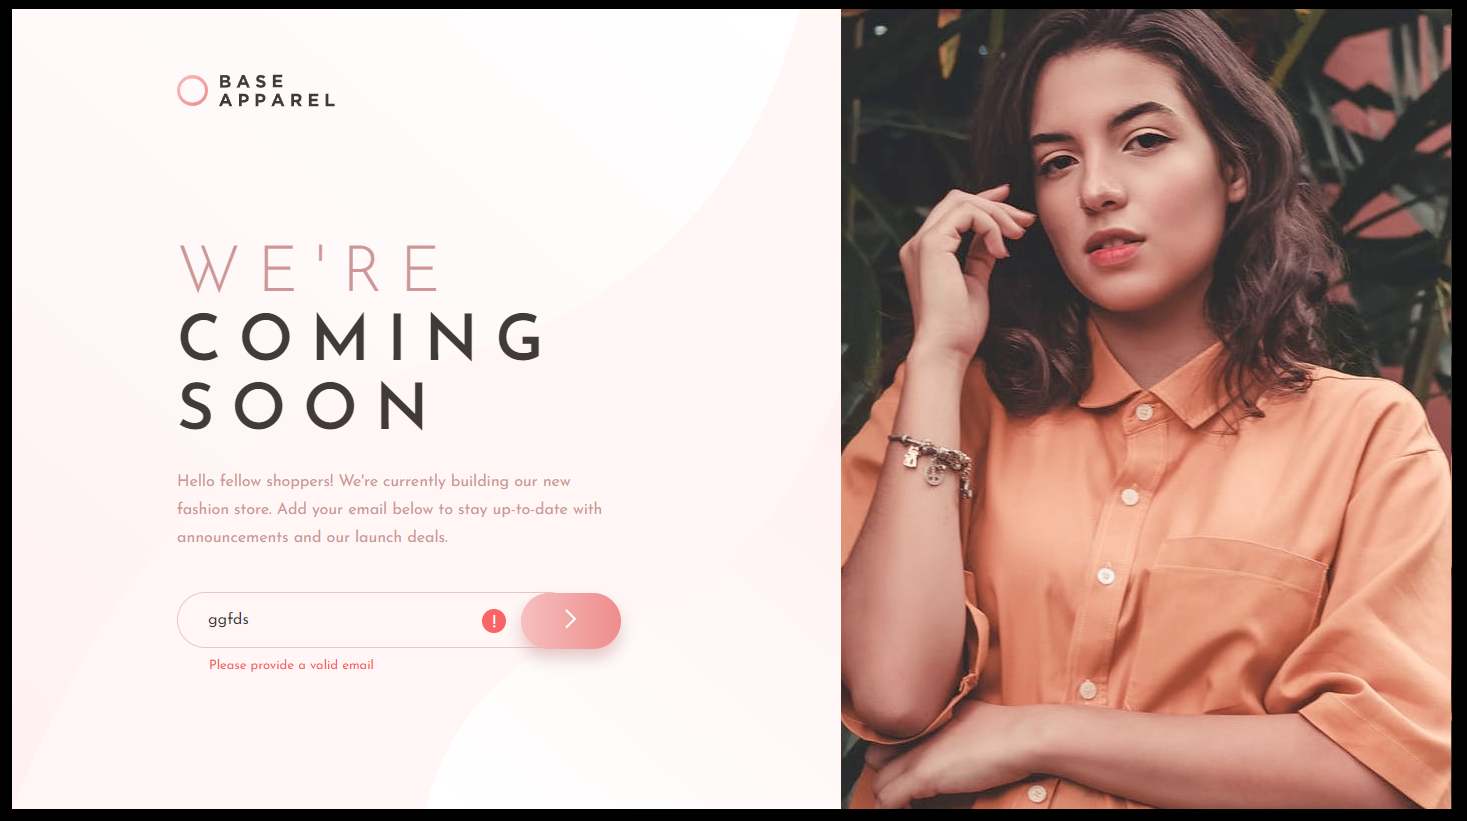 BASE
APPAREL
WE'RE
COMING
SOON
Hello fellow shoppers! We're currently building our new
fashion store. Add your email below to stay up-to-date with
announcements and our launch deals.
ggfds
Please provide a valid email